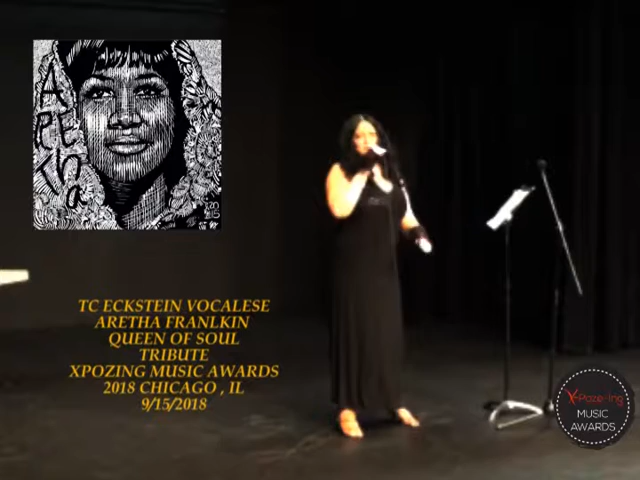 ARETHA
TC ECKSTEIN VOCALESE
ARETHA FRANLKIN
QUEEN OF SOUL
TRIBUTE
XPOZING MUSIC AWARDS
2018 CHICAGO , IL
9/15/2018
X-Poze-ing
MUSIC
AWARDS